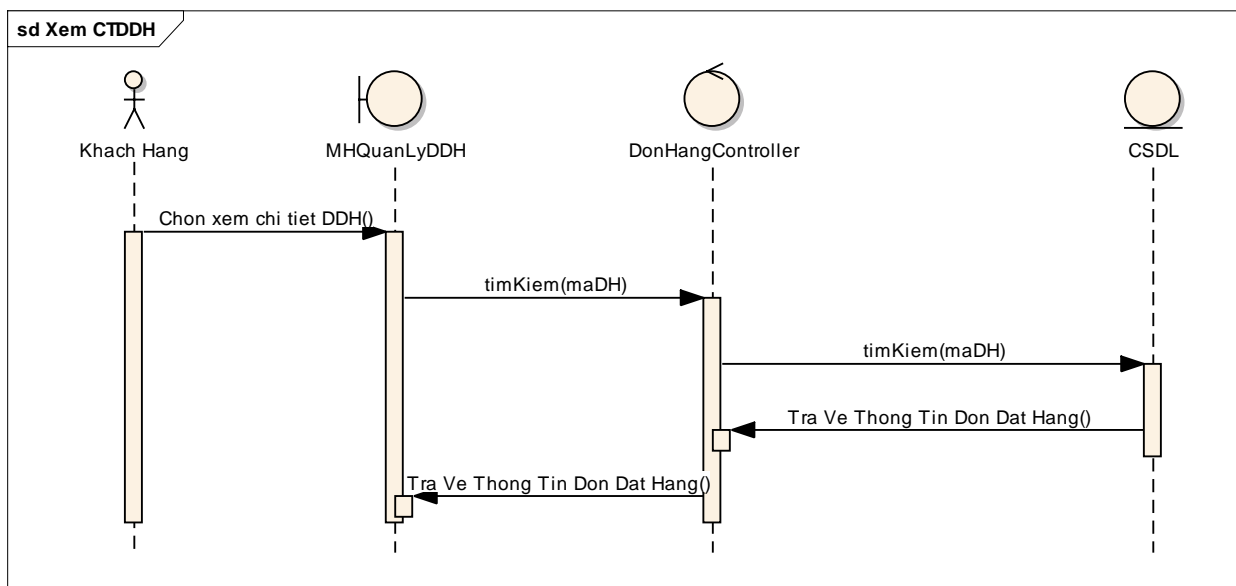 sd Xem CTDDH
Khach Hang
MHQuanLyDDH
DonHangController
CSDL
Chon xem chi tiet DDH()
timKiem(maDH)
timKiem(maDH)
Tra Ve Thong Tin Don Dat Hang()
Tra Ve Thong Tin Don Dat Hang()